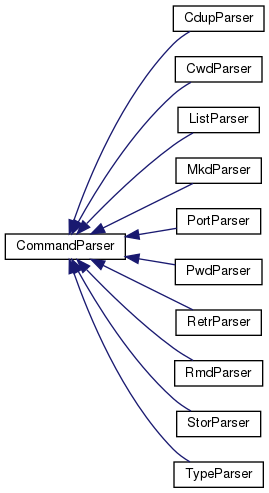 CdupParser
CwdParser
ListParser
MkdParser
PortParser
CommandParser
PwdParser
RetrParser
RmdParser
StorParser
TypeParser